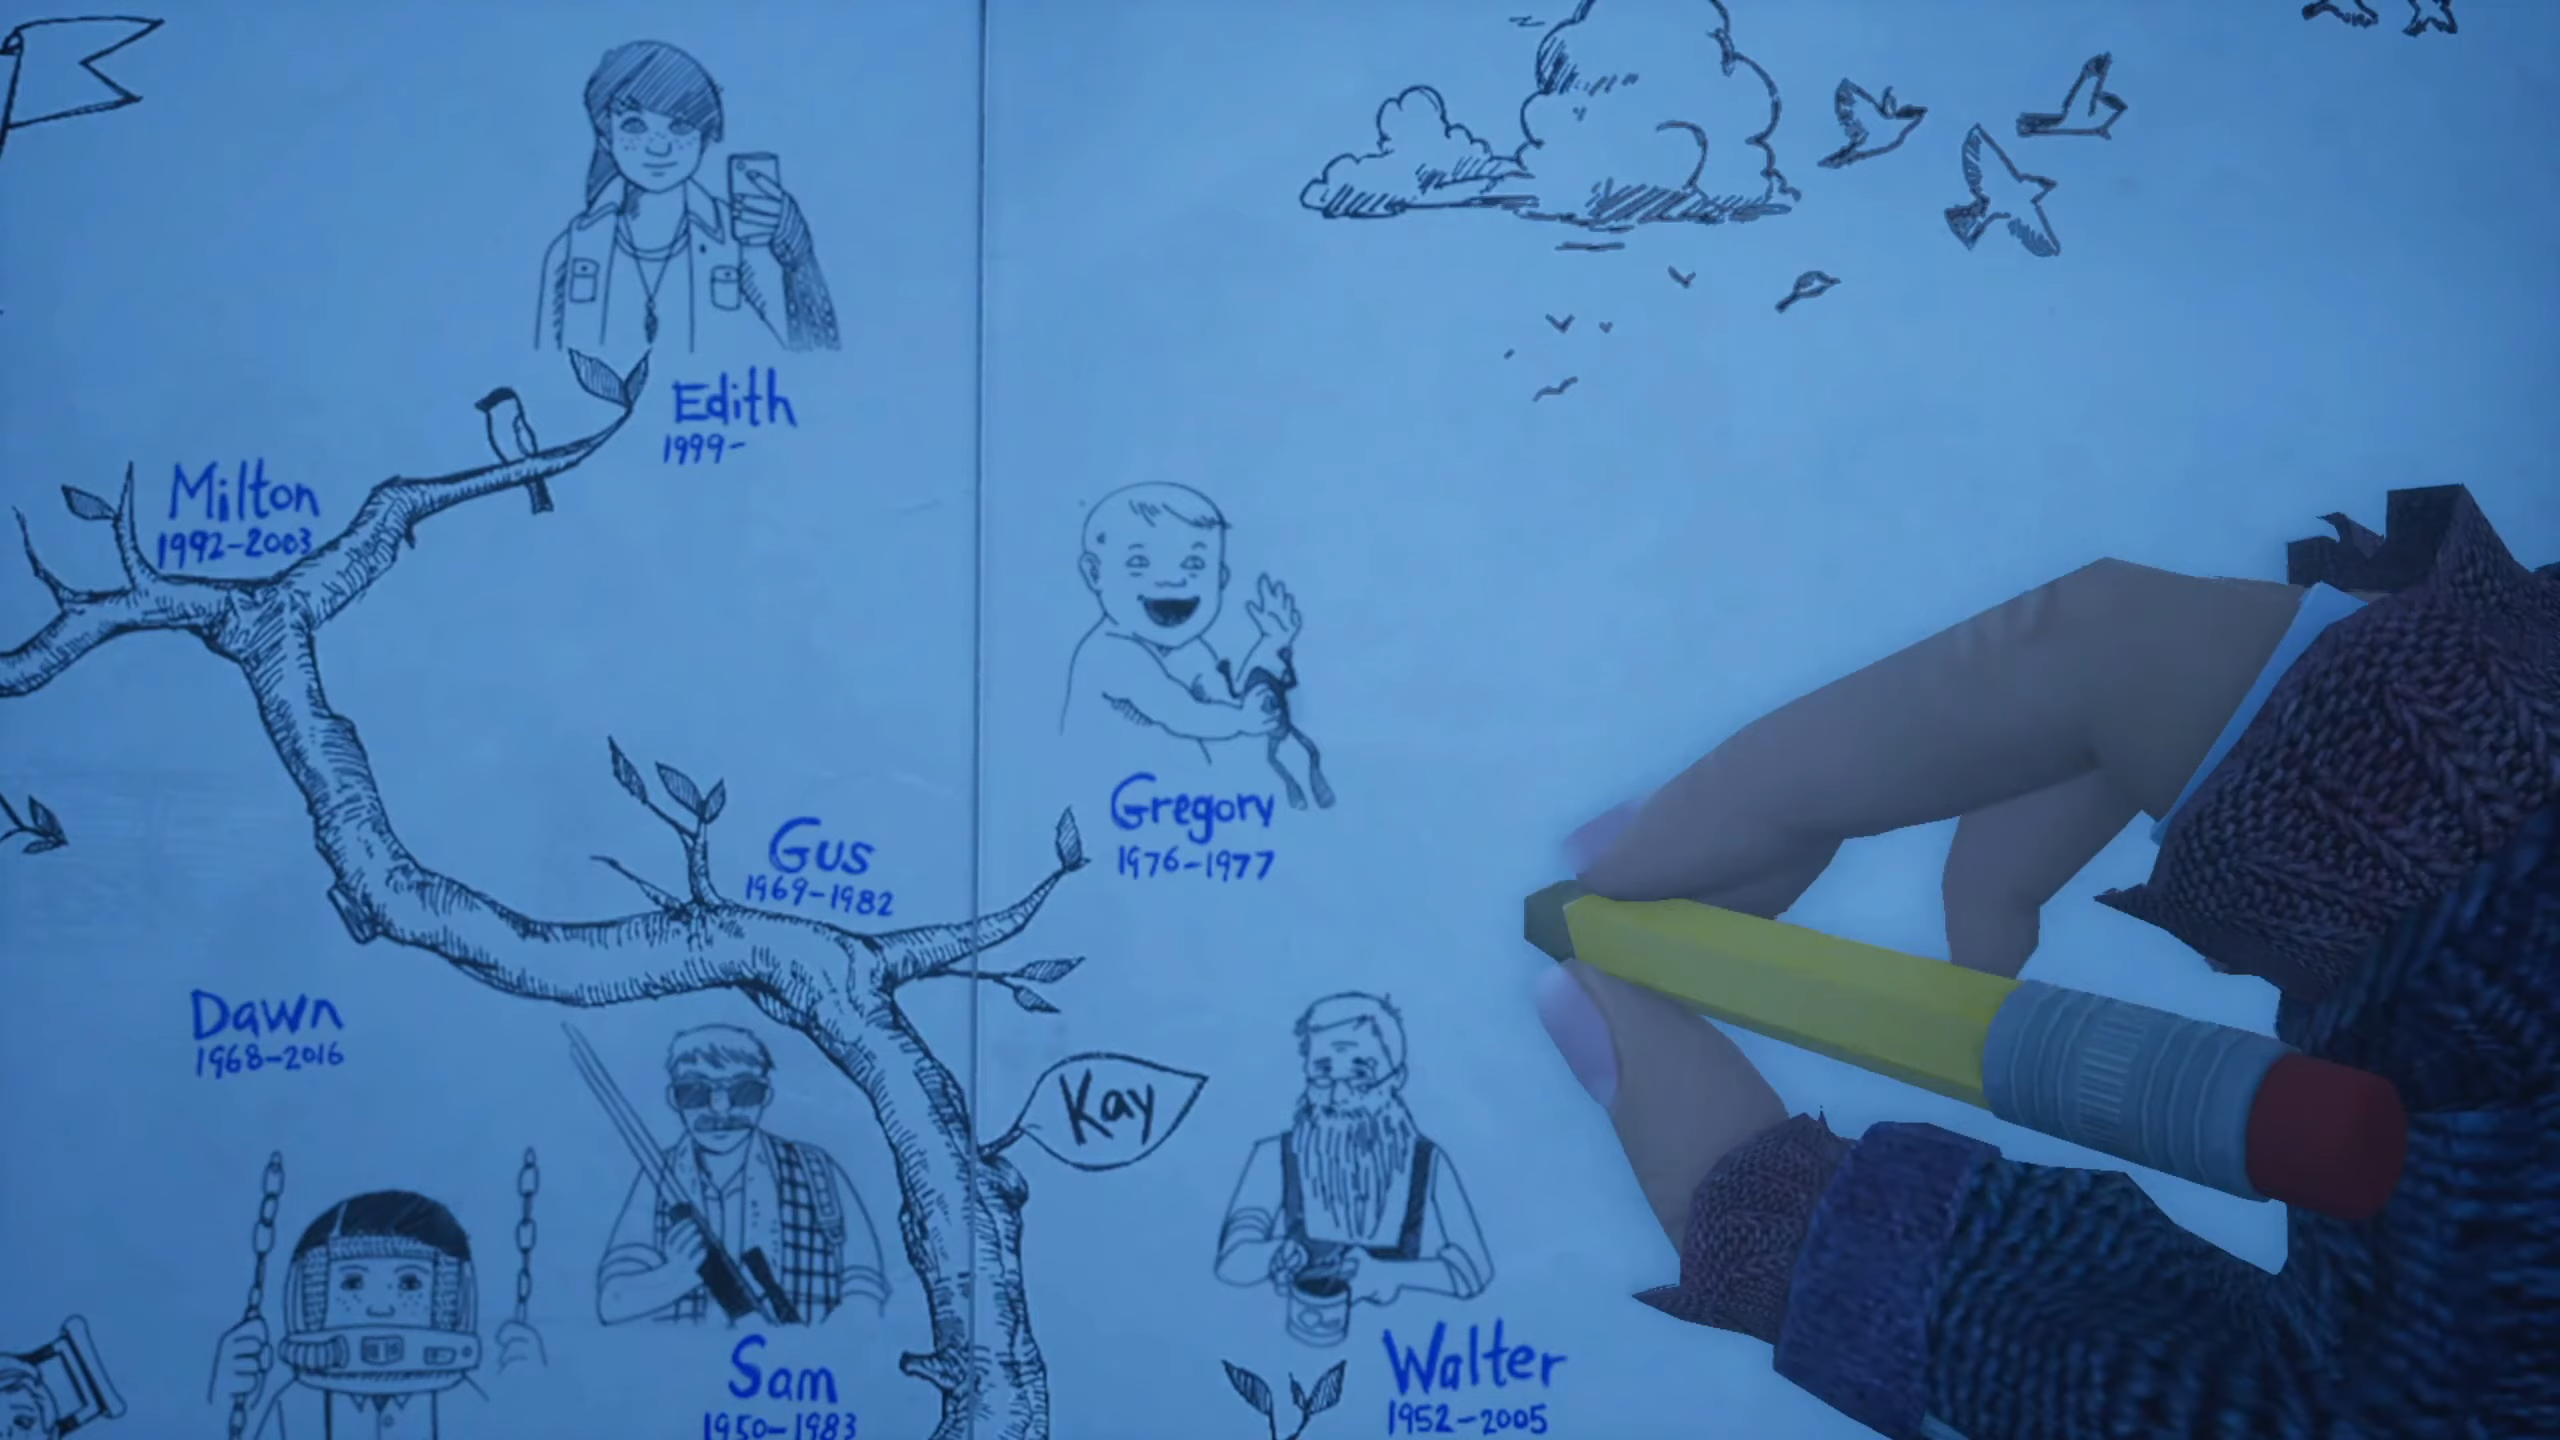 Edith
1999-
Milton
1992-2003
Gregory
1976-1977
Gus
1969-1982
Dawn
1968-2016
Kay
Sam
1950-1983
Walter
1952-2005